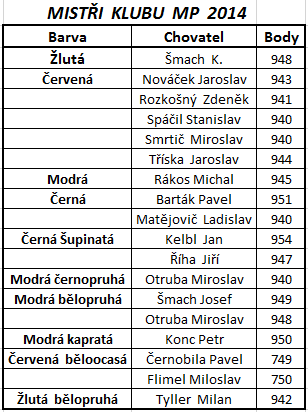 MISTŘI KLUBU MP 2014
Barva Chovatel Body
Žlutá Šmach K. 948
Červená Nováček Jaroslav 943
Rozkošný Zdeněk 941
Spáčil Stanislav 940
Smrtič Miroslav 940
Tříska Jaroslav 944
Modrá Rákos Michal 945
Černá Barták Pavel 951
Matějovič Ladislav 940
Černá Šupinatá Kelbl Jan 954
Říha Jiří 947
Modrá černopruhá Otruba Miroslav 940
Modrá bělopruhá Šmach Josef 949
Otruba Miroslav 948
Modrá kapratá Konc Petr 950
Červená běloocasá Černobila Pavel 749
Flimel Miloslav 750
Žlutá bělopruhá Tyller Milan 942